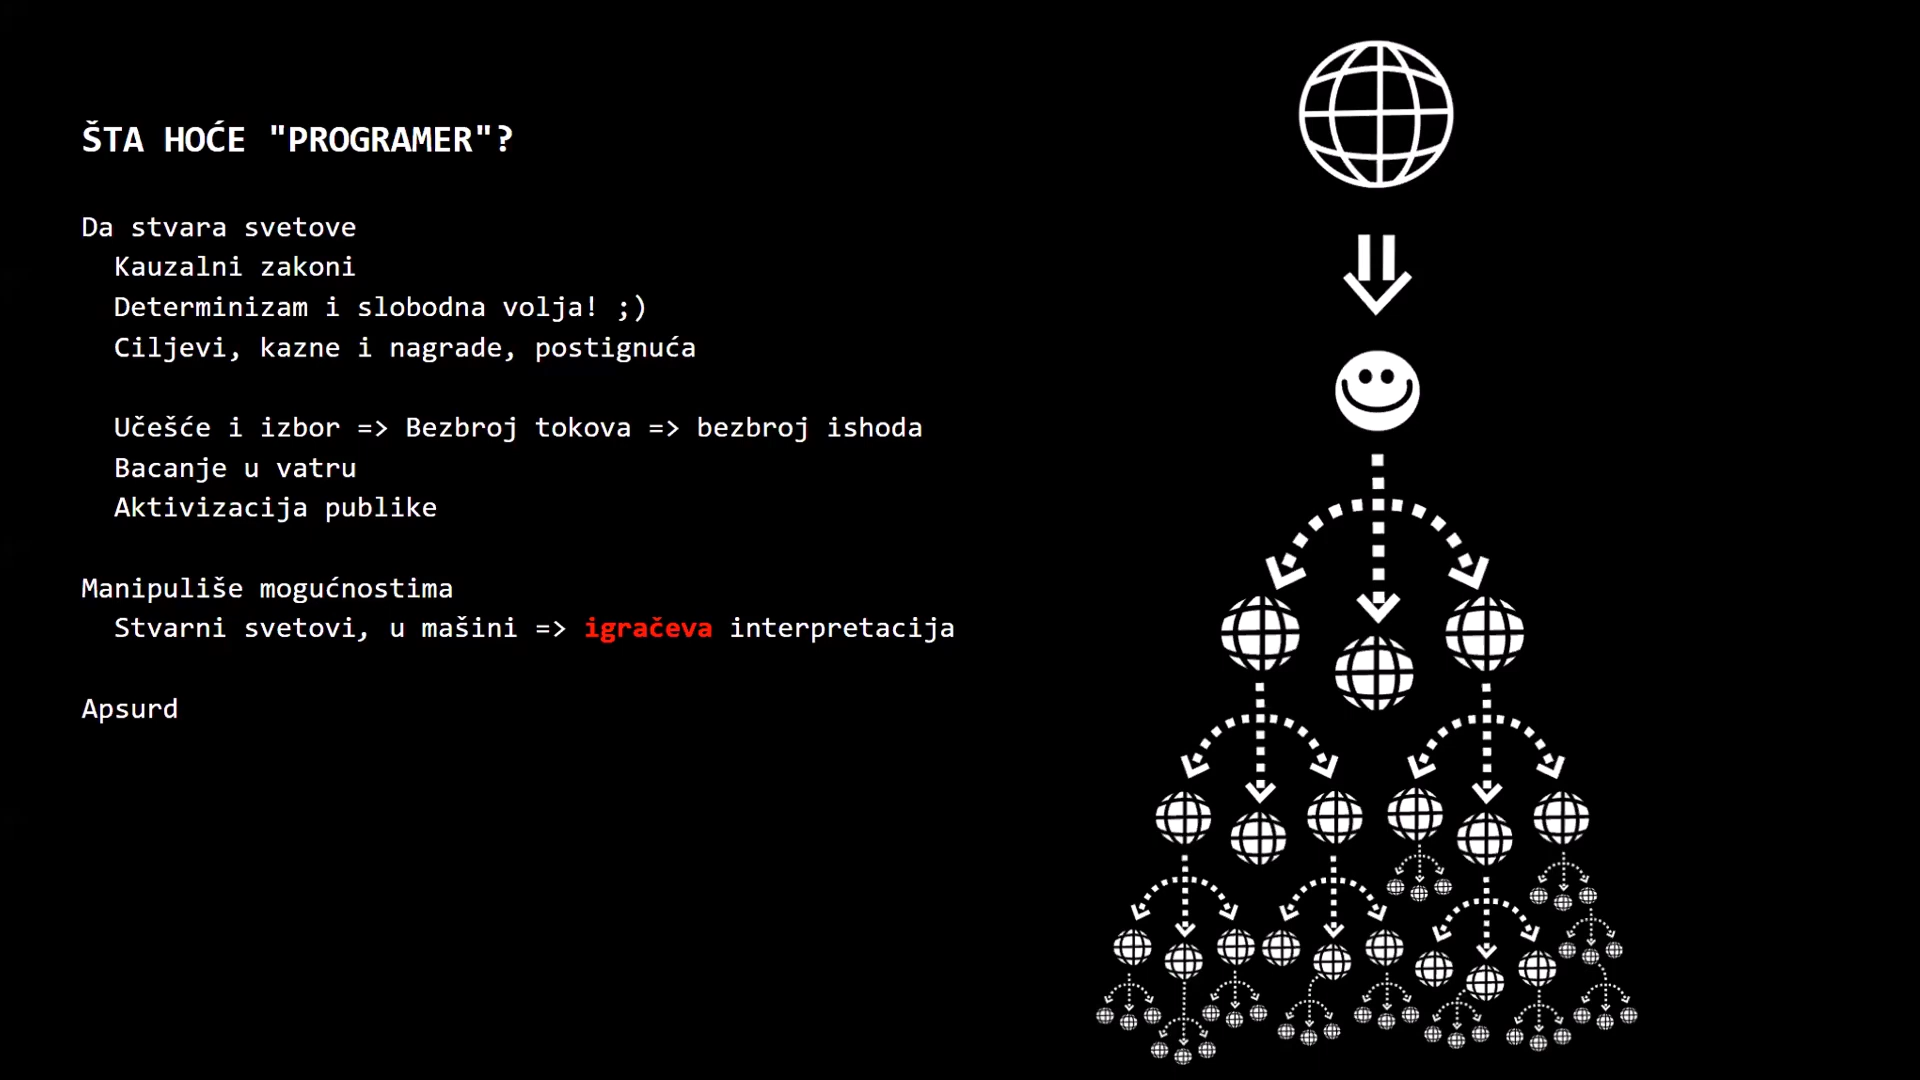 ŠTA HOĆE "PROGRAMER"?
Da stvara svetove
Kauzalni zakoni
Determinizam i slobodna volja! ;)
Ciljevi, kazne i nagrade, postignuća
Učešće i izbor => Bezbroj tokova => bezbroj ishoda
Bacanje u vatru
Aktivizacija publike
Manipuliše mogućnostima
Stvarni svetovi, u mašini => igračeva interpretacija
Apsurd